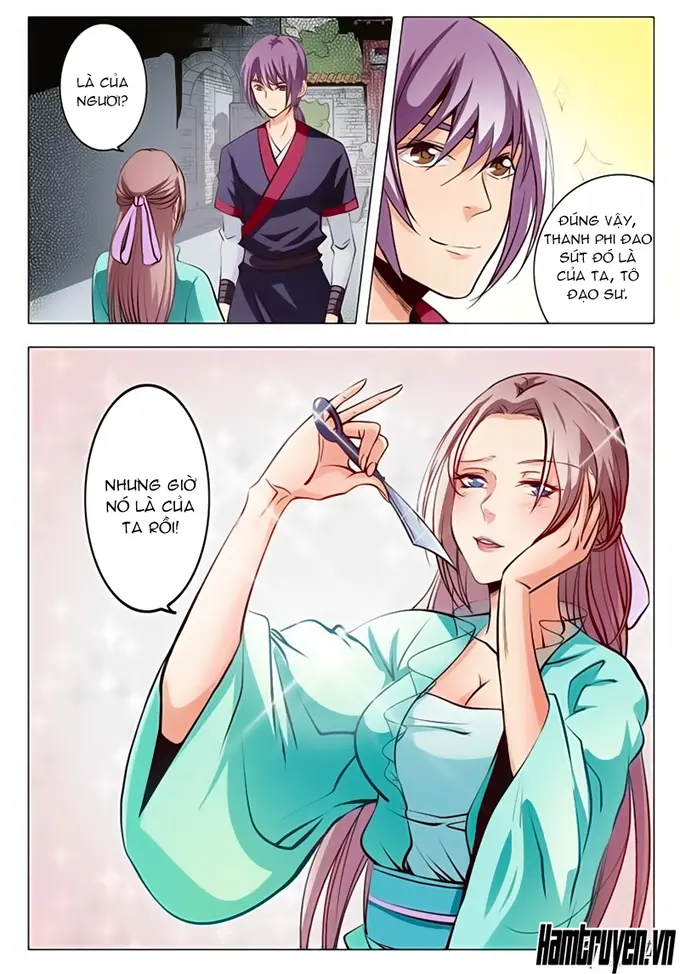 LÀ CỦA
NGƯƠI?
ĐÚNG VẬY,
THANH PHI ĐAO
SỨT ĐÓ LÀ
CỦA TA, TÔ
ĐẠO SƯ.
NHƯNG GIỜ
NÓ LÀ CỦA
TA RỒI!
Hamtruyen.vn